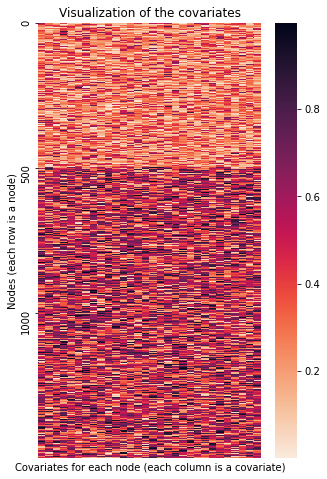 Visualization of the covariates
0
500
1000
Nodes (each row is a node)
Covariates for each node (each column is a covariate)
0.8
0.6
0.4
0.2